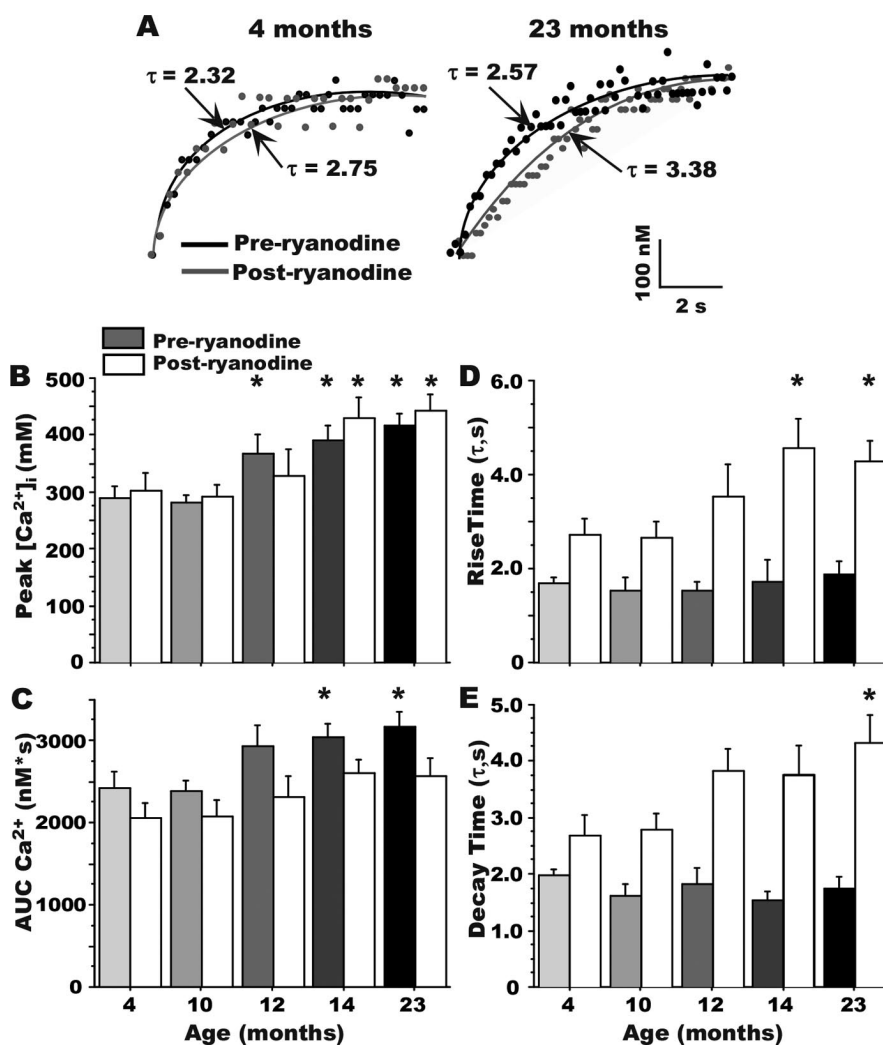 A
4 months
23 months
τ = 2.32
τ = 2.57
τ = 2.75
τ = 3.38
Pre-ryanodine
Post-ryanodine
100 nM
2 s
Pre-ryanodine
Post-ryanodine
B
Peak [Ca²⁺]ᵢ (mM)
500
400
300
200
100
0
*
*
*
*
*
D
RiseTime (τ,s)
6.0
4.0
2.0
0
*
*
C
AUC Ca²⁺ (nM*s)
3000
2000
1000
0
*
*
4
10
12
14
23
Age (months)
E
Decay Time (τ,s)
5.0
4.0
3.0
2.0
1.0
0
*
4
10
12
14
23
Age (months)